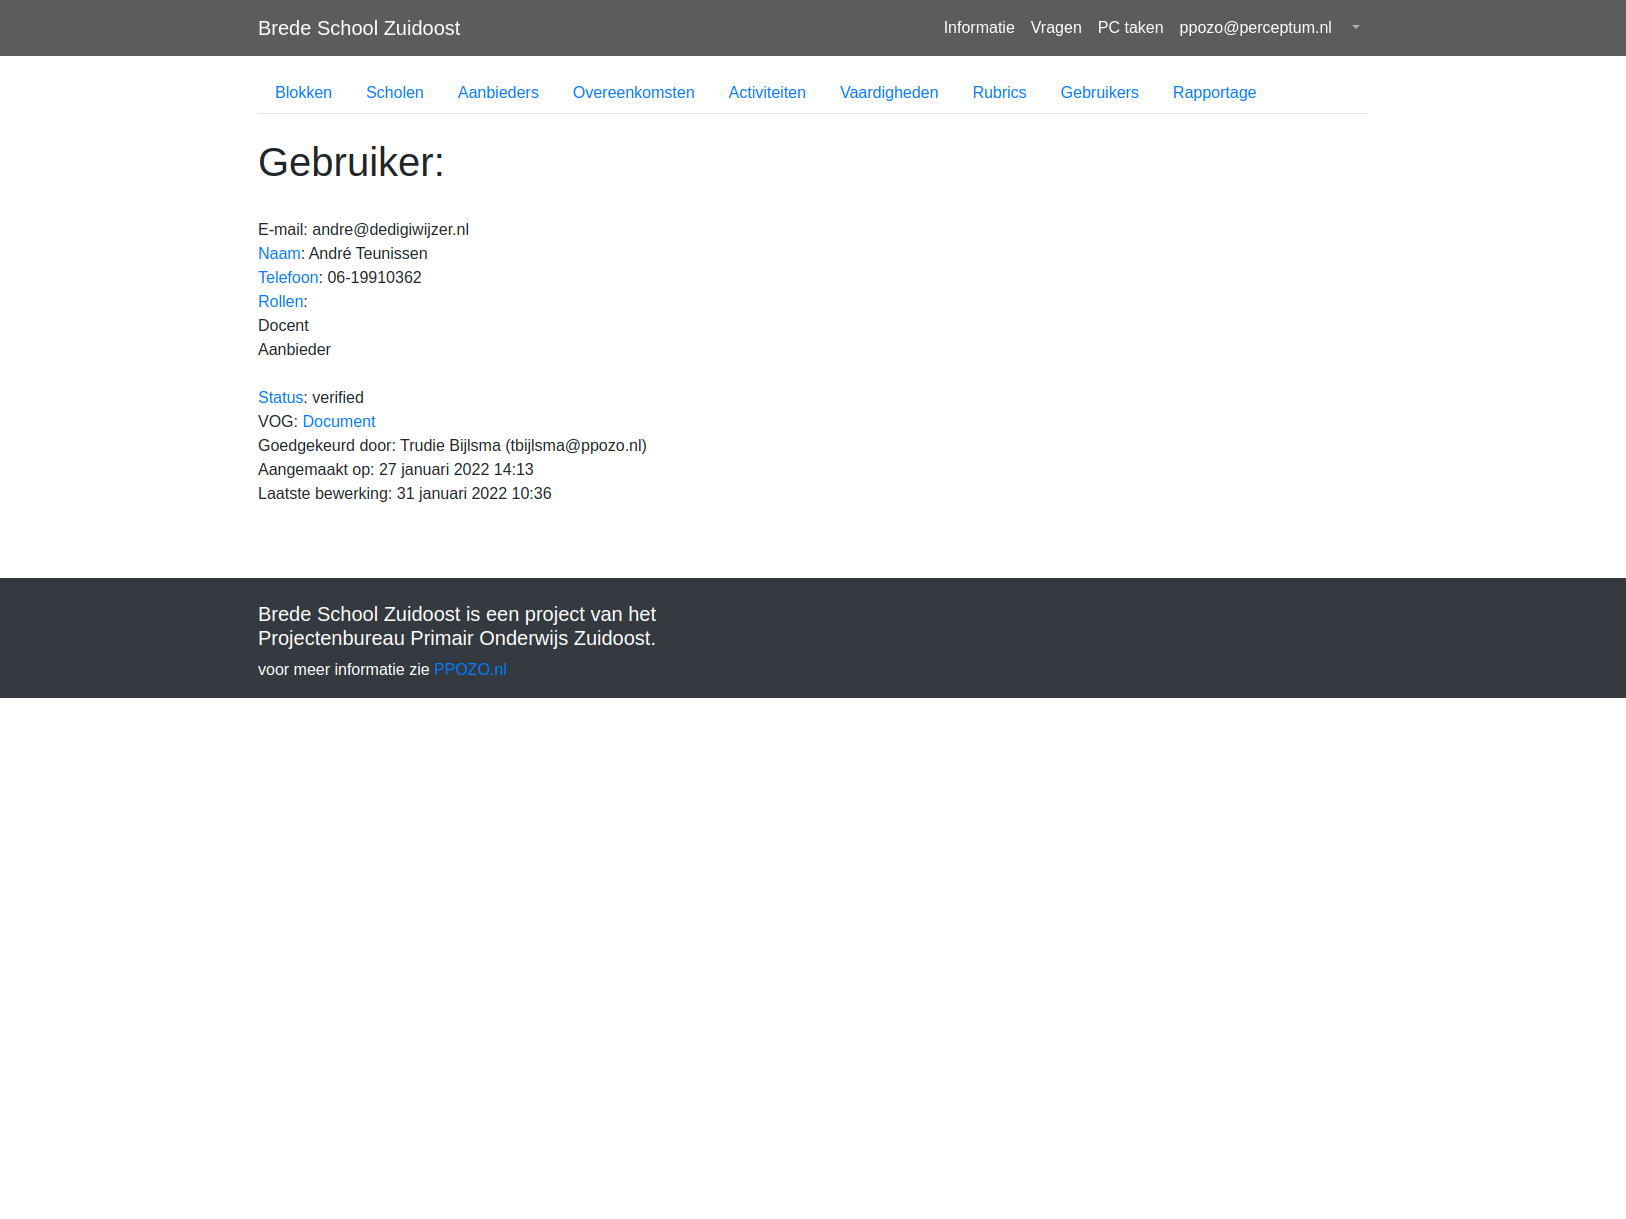 Brede School Zuidoost
Informatie Vragen PC taken ppozo@perceptum.nl
Blokken Scholen Aanbieders Overeenkomsten Activiteiten Vaardigheden Rubrics Gebruikers Rapportage
Gebruiker:
E-mail: andre@dedigiwijzer.nl
Naam: André Teunissen
Telefoon: 06-19910362
Rollen:
Docent
Aanbieder
Status: verified
VOG: Document
Goedgekeurd door: Trudie Bijlsma (tbijlsma@ppozo.nl)
Aangemaakt op: 27 januari 2022 14:13
Laatste bewerking: 31 januari 2022 10:36
Brede School Zuidoost is een project van het
Projectenbureau Primair Onderwijs Zuidoost.
voor meer informatie zie PPOZO.nl